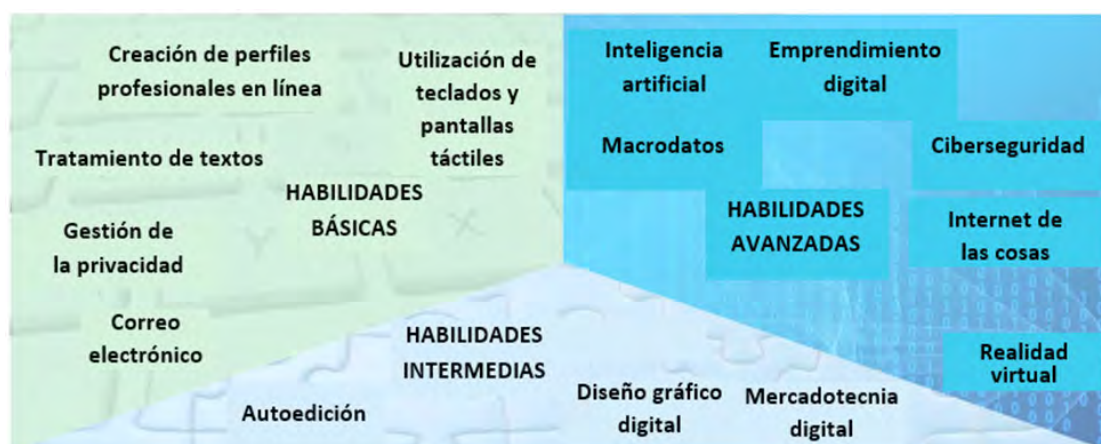 Creación de perfiles
profesionales en línea
Utilización de
teclados y
pantallas
táctiles
Tratamiento de textos
HABILIDADES
BÁSICAS
Gestión de
la privacidad
Correo
electrónico
Inteligencia
artificial
Emprendimiento
digital
Macrodatos
Ciberseguridad
HABILIDADES
AVANZADAS
Internet de
las cosas
Realidad
virtual
HABILIDADES
INTERMEDIAS
Autoedición
Diseño gráfico
digital
Mercadotecnia
digital